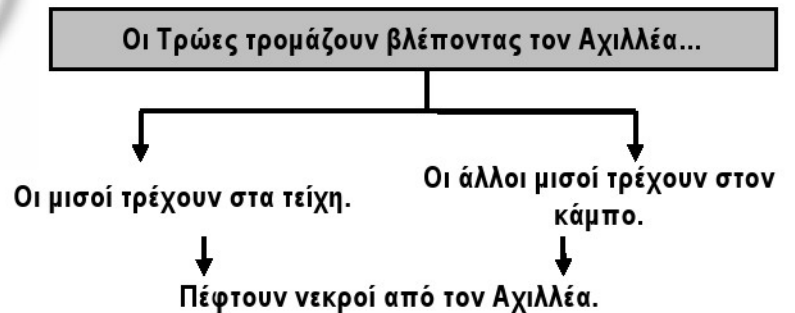 Οι Τρώες τρομάζουν βλέποντας τον Αχιλλέα...
Οι μισοί τρέχουν στα τείχη.
Οι άλλοι μισοί τρέχουν στον
κάμπο.
Πέφτουν νεκροί από τον Αχιλλέα.